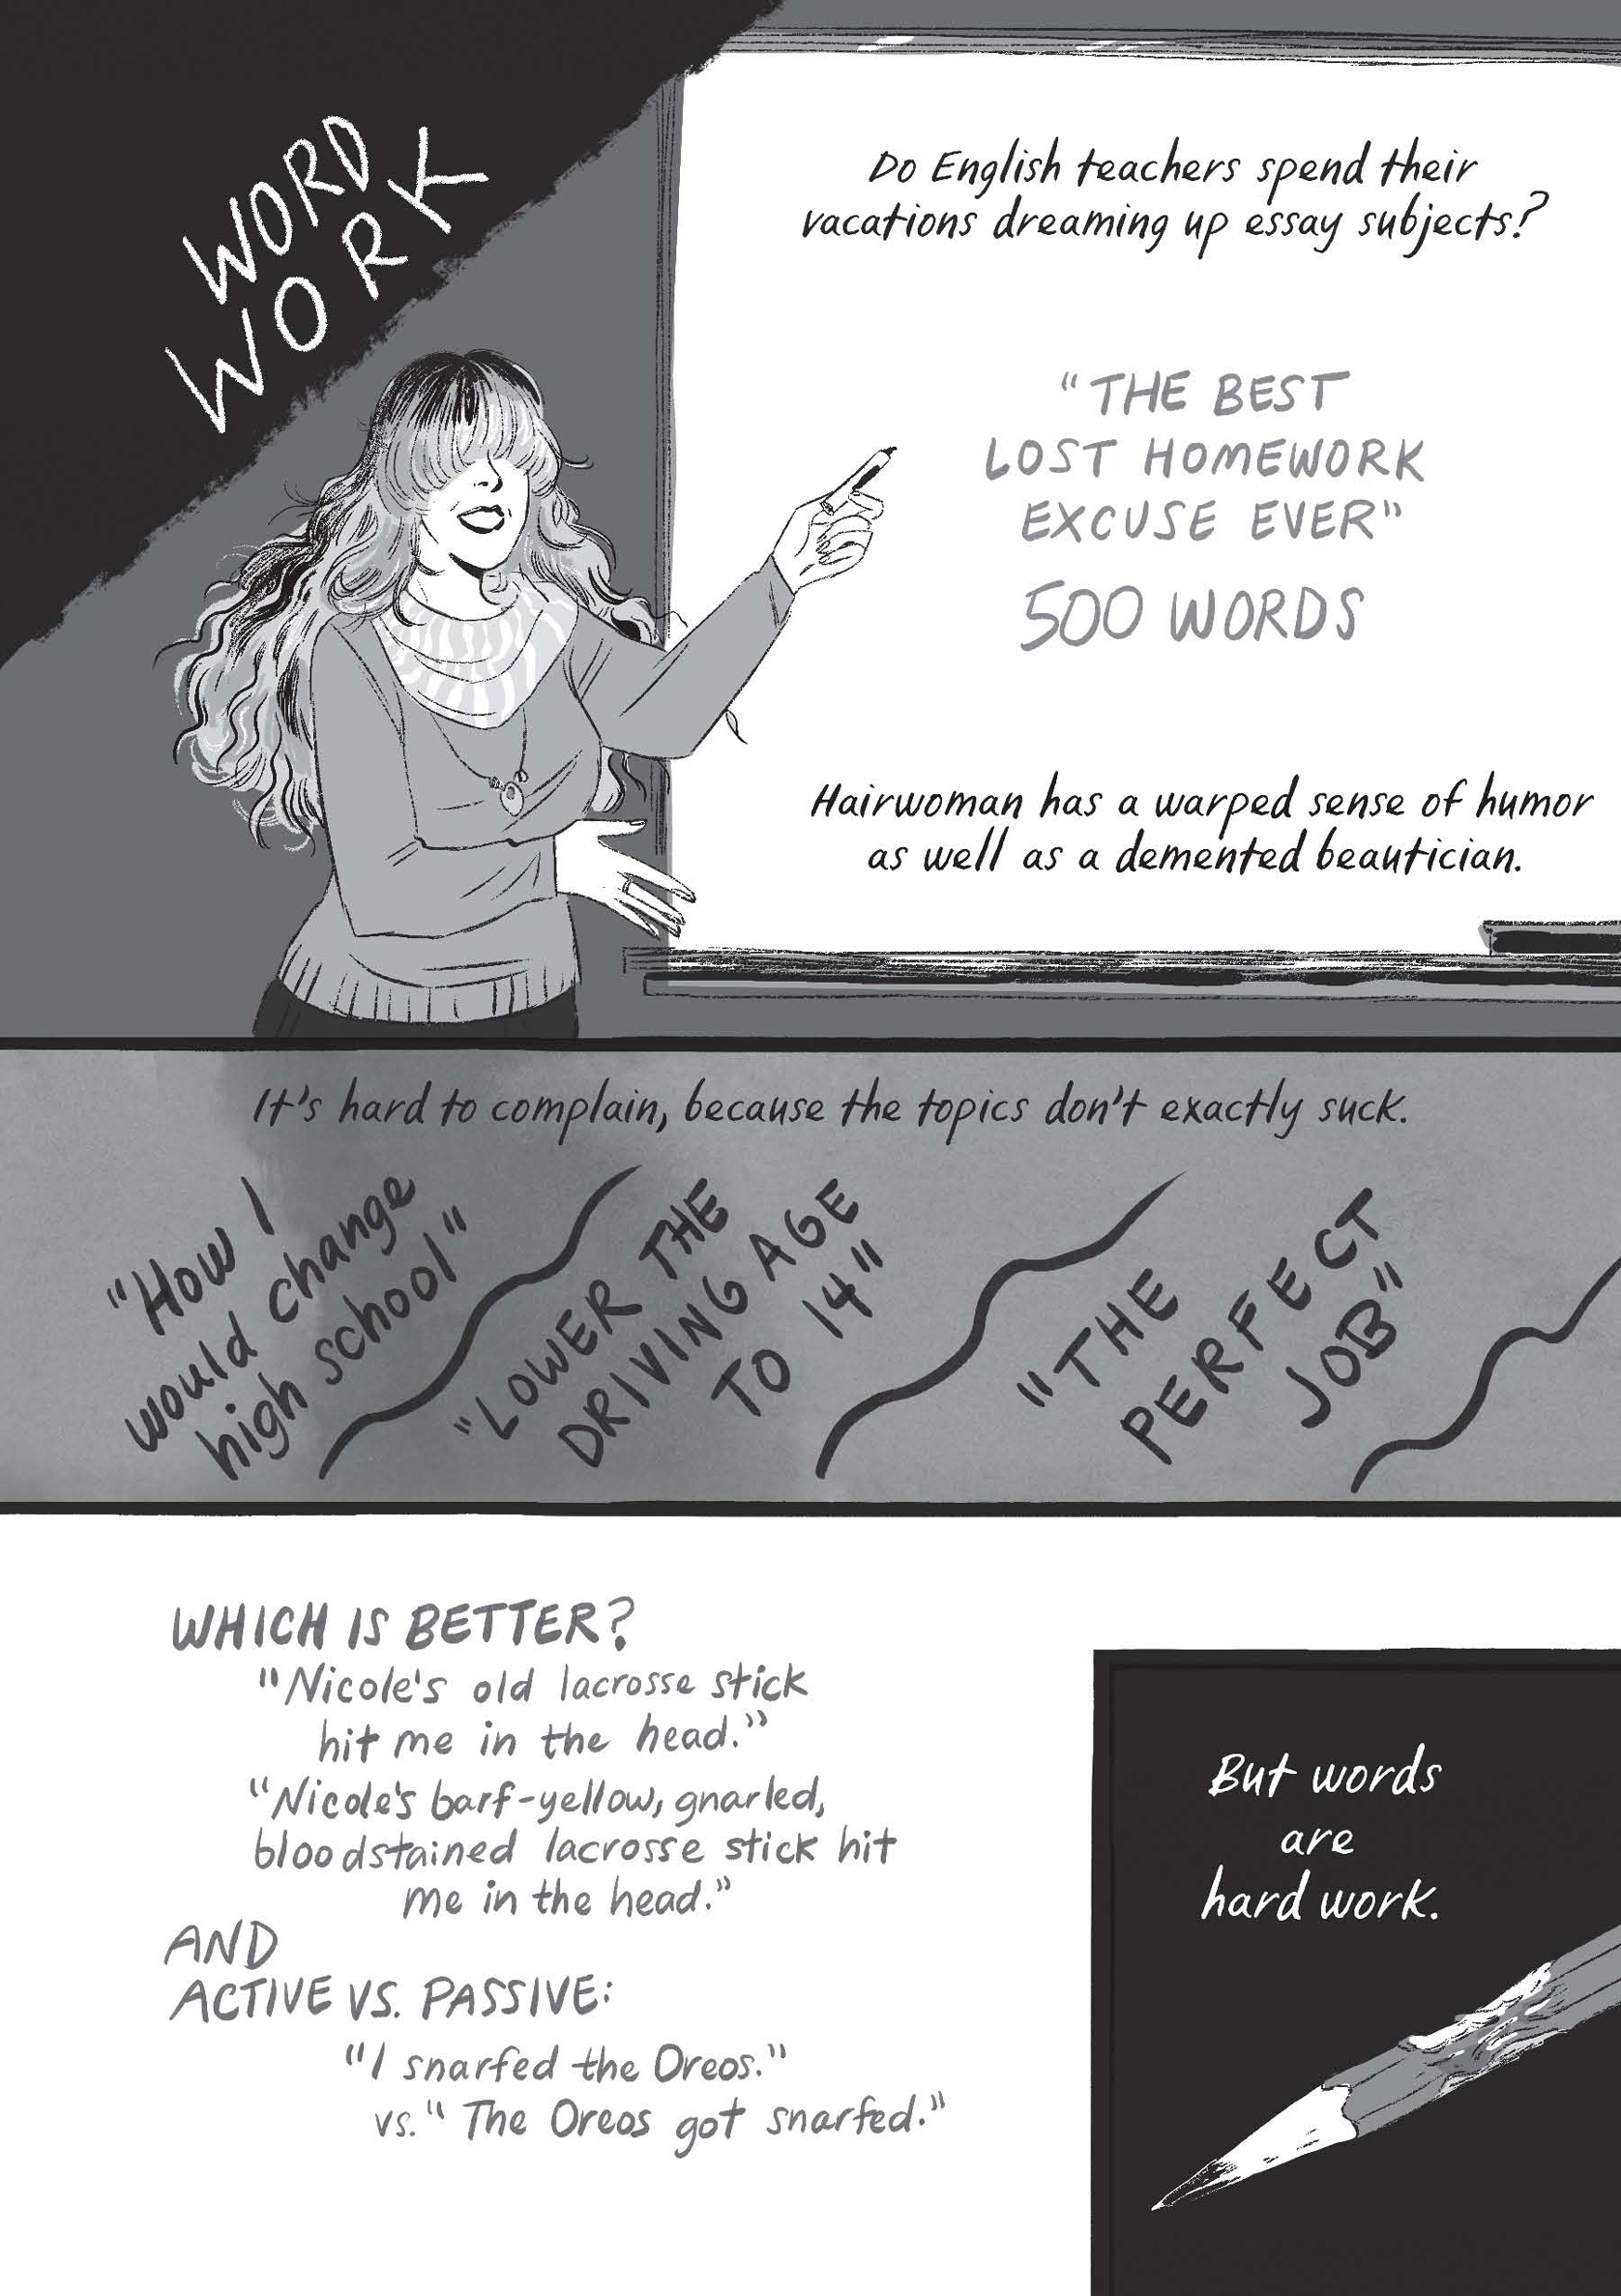 WORD
WORK
Do English teachers spend their
vacations dreaming up essay subjects?
"THE BEST
LOST HOMEWORK
EXCUSE EVER"
500 WORDS
Hairwoman has a warped sense of humor
as well as a demented beautician.
It's hard to complain, because the topics don't exactly suck.
"How I
would change
high school"
"LOWER THE
DRIVING AGE
TO 14"
"THE
PERFECT
JOB"
WHICH IS BETTER?
"Nicole's old lacrosse stick
hit me in the head."
"Nicole's barf-yellow, gnarled,
bloodstained lacrosse stick hit
me in the head."
AND
ACTIVE VS. PASSIVE:
"I snarfed the Oreos."
vs. "The Oreos got snarfed."
But words
are
hard work.